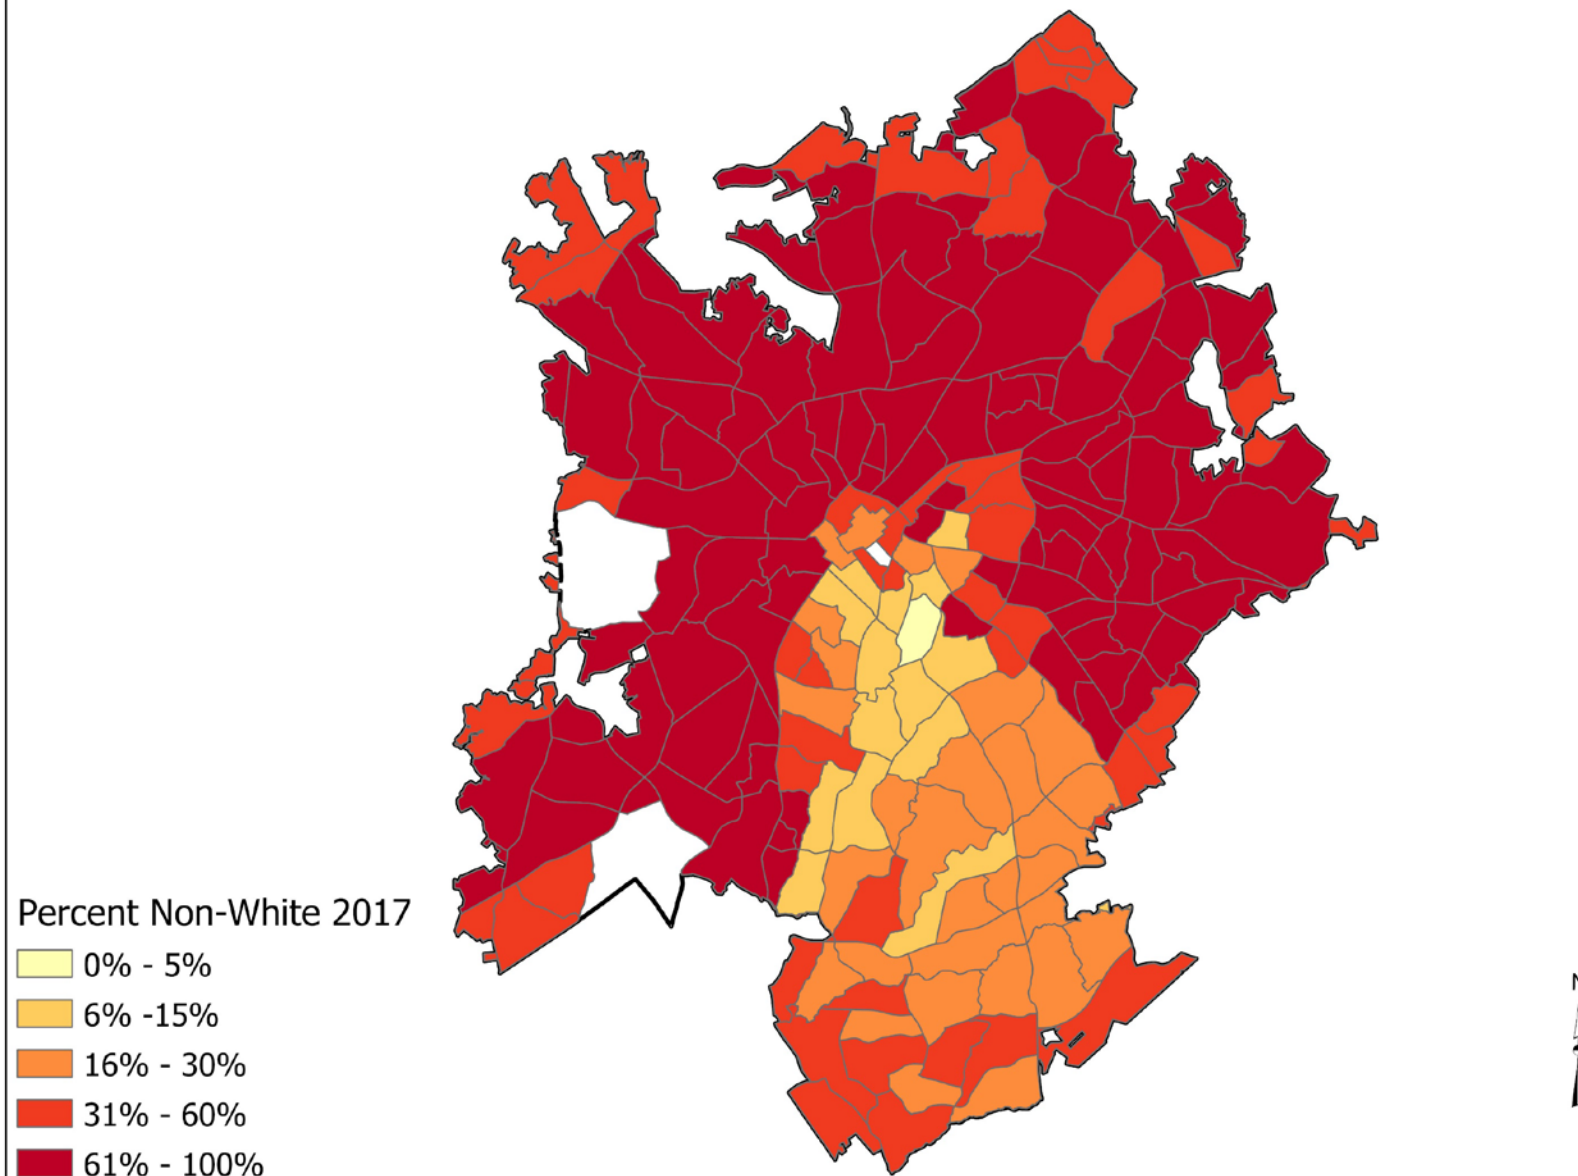 Percent Non-White 2017
0% - 5%
6% -15%
16% - 30%
31% - 60%
61% - 100%